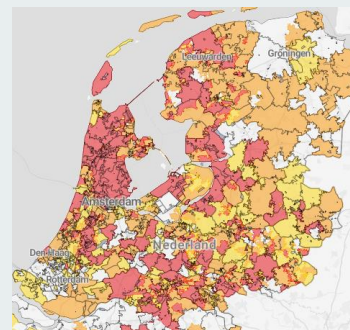 Leeuwarden
Groningen
Amsterdam
Den Haag
Nederland
Rotterdam